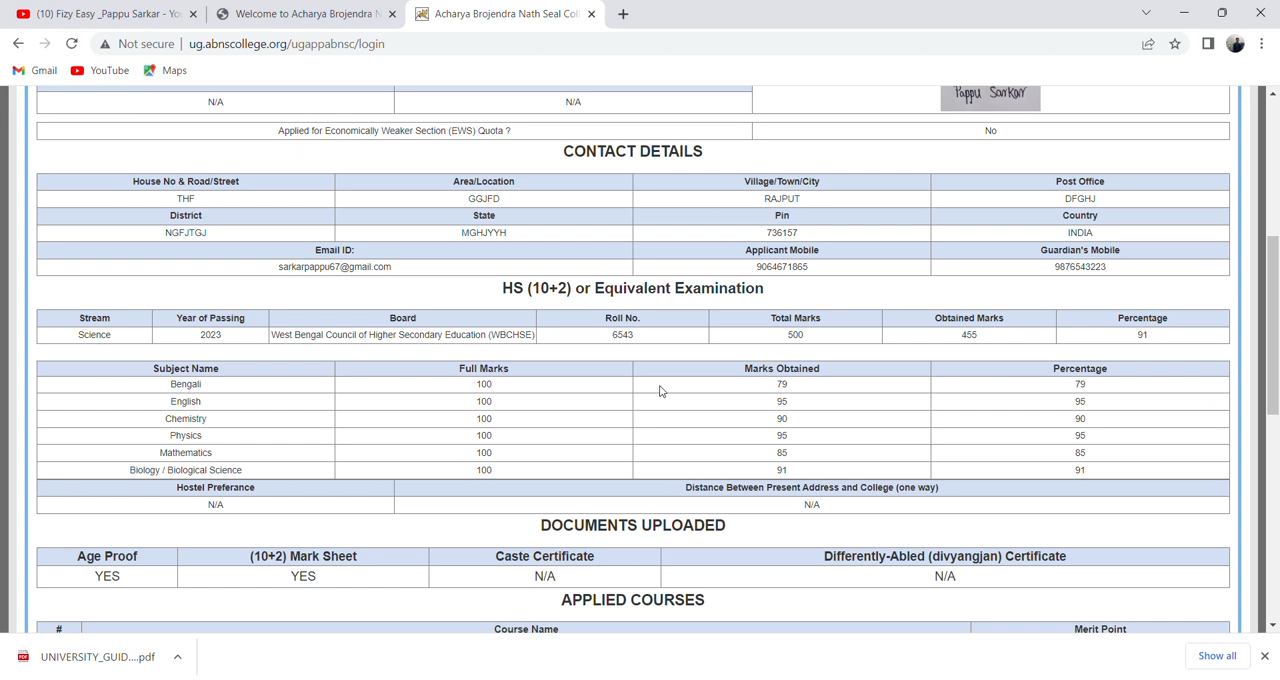 (10) Fizy Easy _Pappu Sarkar - Yo
Welcome to Acharya Brojendra N
Acharya Brojendra Nath Seal Coll
Not secure | ug.abnscollege.org/ugappabnsc/login
Gmail YouTube Maps
N/A N/A
Pappu Sarkar
Applied for Economically Weaker Section (EWS) Quota ? No
CONTACT DETAILS
House No & Road/Street Area/Location Village/Town/City Post Office
THF GGJFD RAJPUT DFGHJ
District State Pin Country
NGFJTGJ MGHJYYH 736157 INDIA
Email ID: Applicant Mobile Guardian's Mobile
sarkarpappu67@gmail.com 9064671865 9876543223
HS (10+2) or Equivalent Examination
Stream Year of Passing Board Roll No. Total Marks Obtained Marks Percentage
Science 2023 West Bengal Council of Higher Secondary Education (WBCHSE) 6543 500 455 91
Subject Name Full Marks Marks Obtained Percentage
Bengali 100 79 79
English 100 95 95
Chemistry 100 90 90
Physics 100 95 95
Mathematics 100 85 85
Biology / Biological Science 100 91 91
Hostel Preferance Distance Between Present Address and College (one way)
N/A N/A
DOCUMENTS UPLOADED
Age Proof (10+2) Mark Sheet Caste Certificate Differently-Abled (divyangjan) Certificate
YES YES N/A N/A
APPLIED COURSES
# Course Name Merit Point
UNIVERSITY_GUID....pdf
Show all